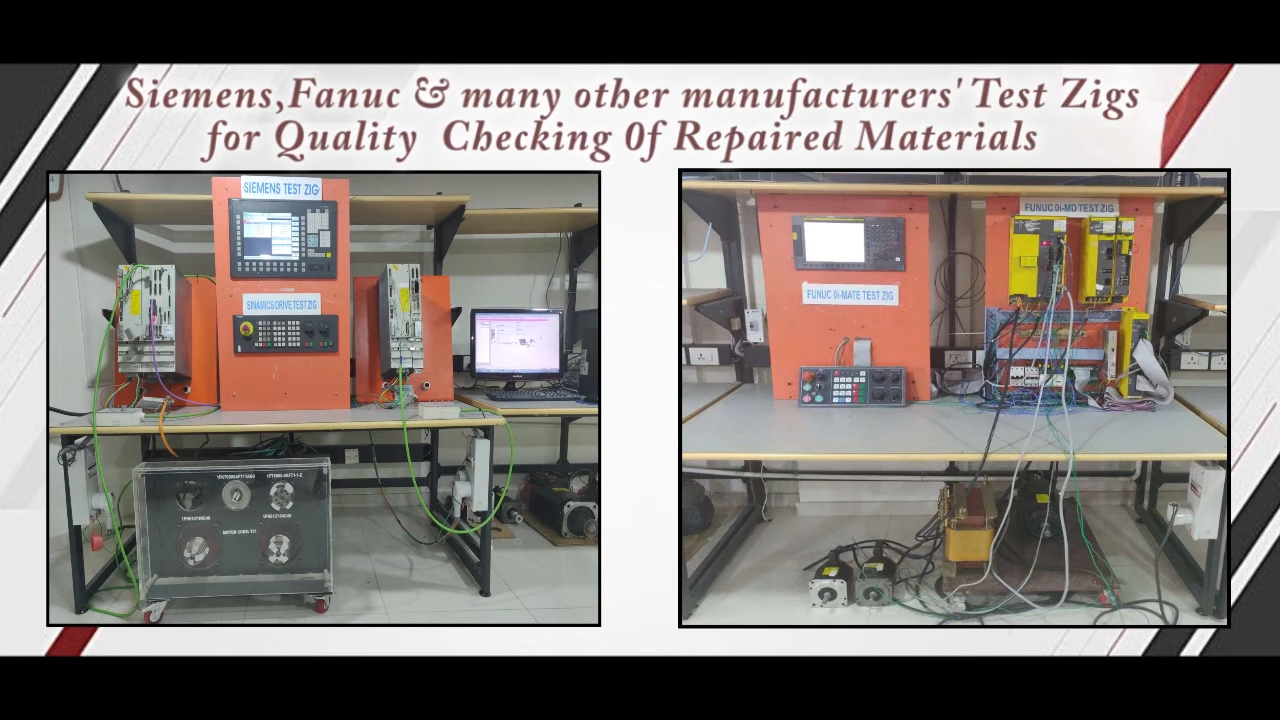 Siemens,Fanuc & many other manufacturers' Test Zigs
for Quality Checking 0f Repaired Materials
SIEMENS TEST ZIG
SINAMICS DRIVE TEST ZIG
FUNUC 0i-MD TEST ZIG
FUNUC 0i-MATE TEST ZIG